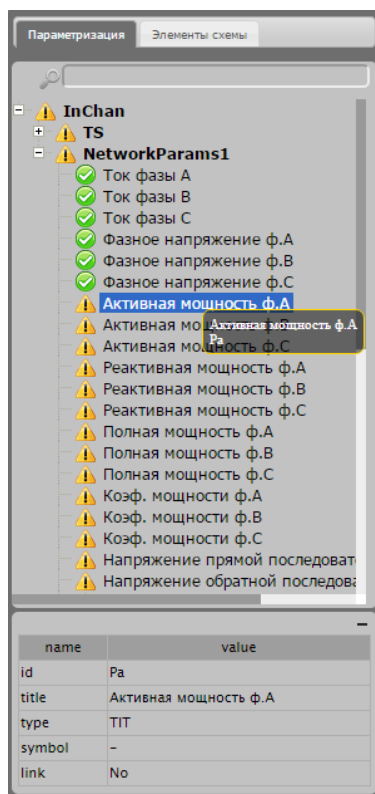 Параметризация
Элементы схемы
InChan
TS
NetworkParams1
Ток фазы A
Ток фазы B
Ток фазы C
Фазное напряжение ф.A
Фазное напряжение ф.B
Фазное напряжение ф.C
Активная мощность ф.A
Активная мощность ф.B
Активная мощность ф.A
Pa
Активная мощность ф.C
Реактивная мощность ф.A
Реактивная мощность ф.B
Реактивная мощность ф.C
Полная мощность ф.A
Полная мощность ф.B
Полная мощность ф.C
Коэф. мощности ф.A
Коэф. мощности ф.B
Коэф. мощности ф.C
Напряжение прямой последоват
Напряжение обратной последова
name value
id Pa
title Активная мощность ф.A
type TIT
symbol –
link No